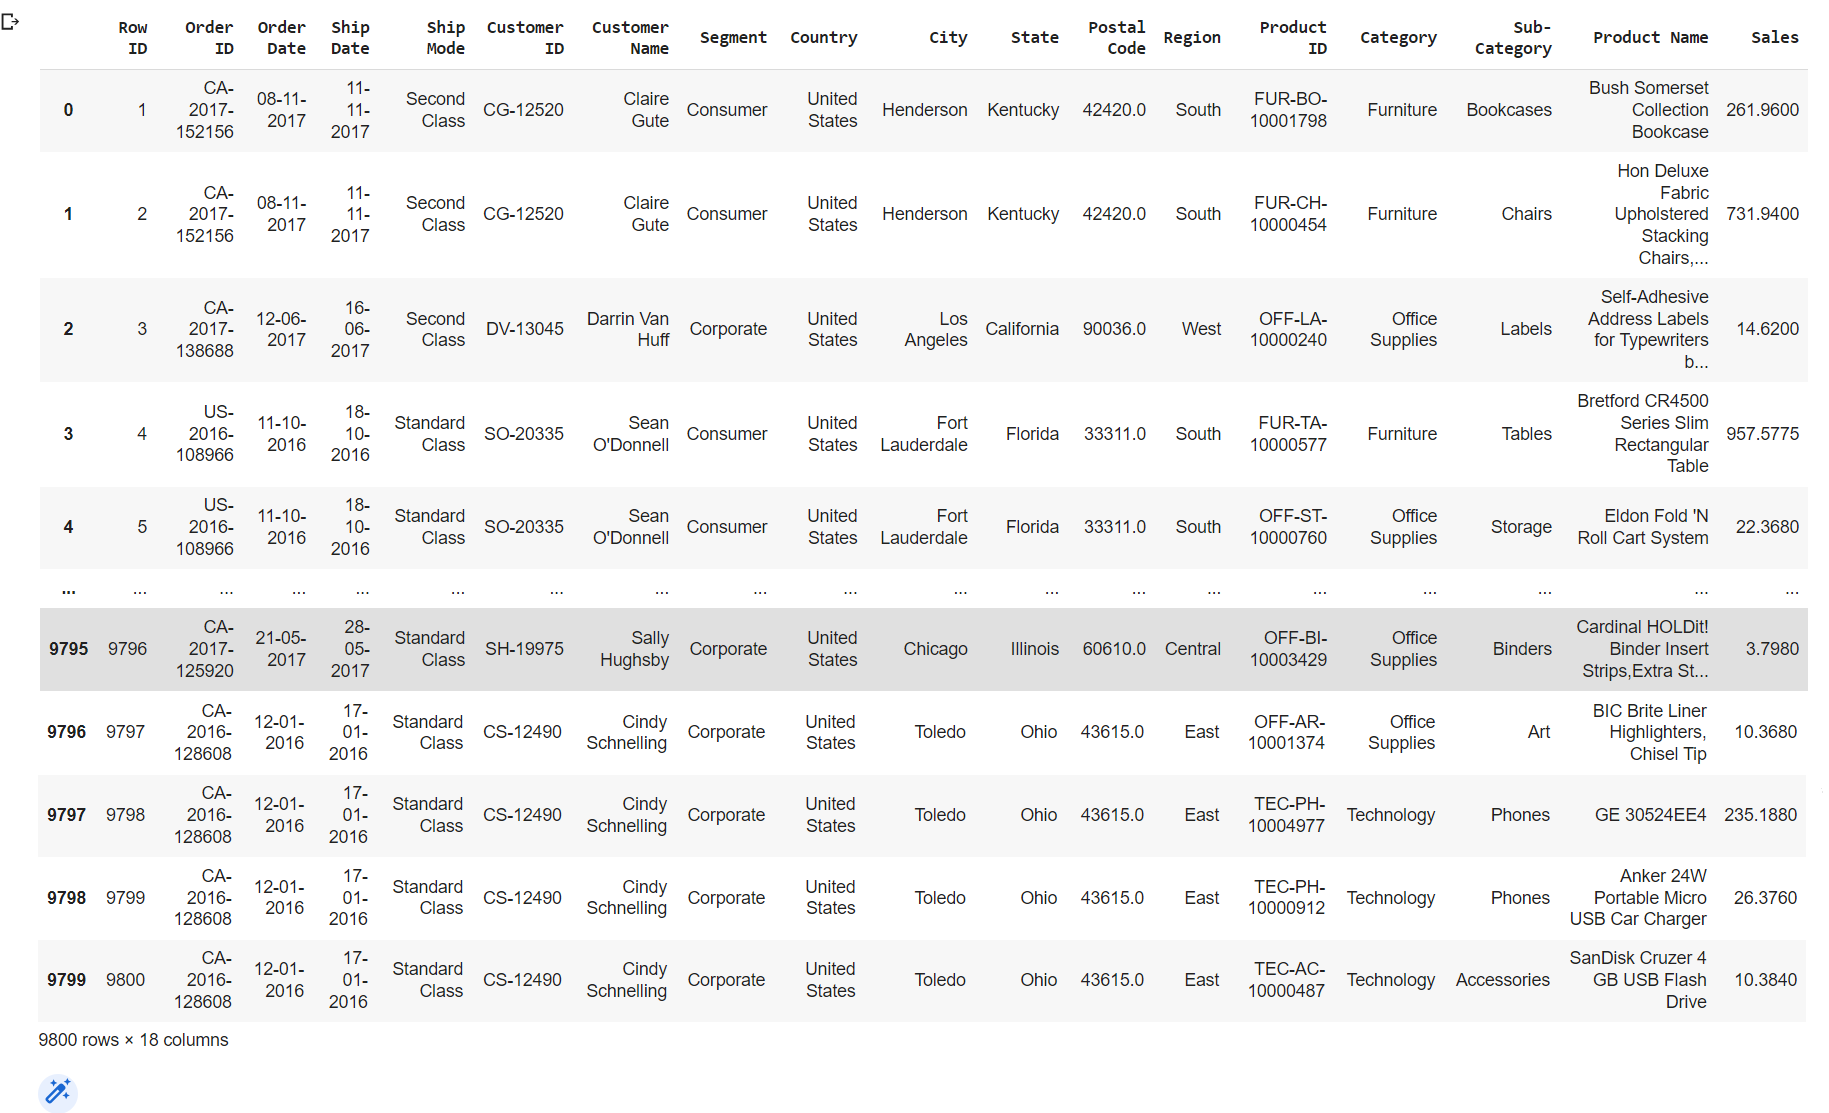 Row ID Order ID Order Date Ship Date Ship Mode Customer ID Customer Name Segment Country City State Postal Code Region Product ID Category Sub-Category Product Name Sales
0 1 CA-2017-152156 08-11-2017 11-11-2017 Second Class CG-12520 Claire Gute Consumer United States Henderson Kentucky 42420.0 South FUR-BO-10001798 Furniture Bookcases Bush Somerset Collection Bookcase 261.9600
1 2 CA-2017-152156 08-11-2017 11-11-2017 Second Class CG-12520 Claire Gute Consumer United States Henderson Kentucky 42420.0 South FUR-CH-10000454 Furniture Chairs Hon Deluxe Fabric Upholstered Stacking Chairs,... 731.9400
2 3 CA-2017-138688 12-06-2017 16-06-2017 Second Class DV-13045 Darrin Van Huff Corporate United States Los Angeles California 90036.0 West OFF-LA-10000240 Office Supplies Labels Self-Adhesive Address Labels for Typewriters b... 14.6200
3 4 US-2016-108966 11-10-2016 18-10-2016 Standard Class SO-20335 Sean O'Donnell Consumer United States Fort Lauderdale Florida 33311.0 South FUR-TA-10000577 Furniture Tables Bretford CR4500 Series Slim Rectangular Table 957.5775
4 5 US-2016-108966 11-10-2016 18-10-2016 Standard Class SO-20335 Sean O'Donnell Consumer United States Fort Lauderdale Florida 33311.0 South OFF-ST-10000760 Office Supplies Storage Eldon Fold 'N Roll Cart System 22.3680
... ... ... ... ... ... ... ... ... ... ... ... ... ... ... ... ... ... ...
9795 9796 CA-2017-125920 21-05-2017 28-05-2017 Standard Class SH-19975 Sally Hughsby Corporate United States Chicago Illinois 60610.0 Central OFF-BI-10003429 Office Supplies Binders Cardinal HOLDit! Binder Insert Strips,Extra St... 3.7980
9796 9797 CA-2016-128608 12-01-2016 17-01-2016 Standard Class CS-12490 Cindy Schnelling Corporate United States Toledo Ohio 43615.0 East OFF-AR-10001374 Office Supplies Art BIC Brite Liner Highlighters, Chisel Tip 10.3680
9797 9798 CA-2016-128608 12-01-2016 17-01-2016 Standard Class CS-12490 Cindy Schnelling Corporate United States Toledo Ohio 43615.0 East TEC-PH-10004977 Technology Phones GE 30524EE4 235.1880
9798 9799 CA-2016-128608 12-01-2016 17-01-2016 Standard Class CS-12490 Cindy Schnelling Corporate United States Toledo Ohio 43615.0 East TEC-PH-10000912 Technology Phones Anker 24W Portable Micro USB Car Charger 26.3760
9799 9800 CA-2016-128608 12-01-2016 17-01-2016 Standard Class CS-12490 Cindy Schnelling Corporate United States Toledo Ohio 43615.0 East TEC-AC-10000487 Technology Accessories SanDisk Cruzer 4 GB USB Flash Drive 10.3840
9800 rows × 18 columns